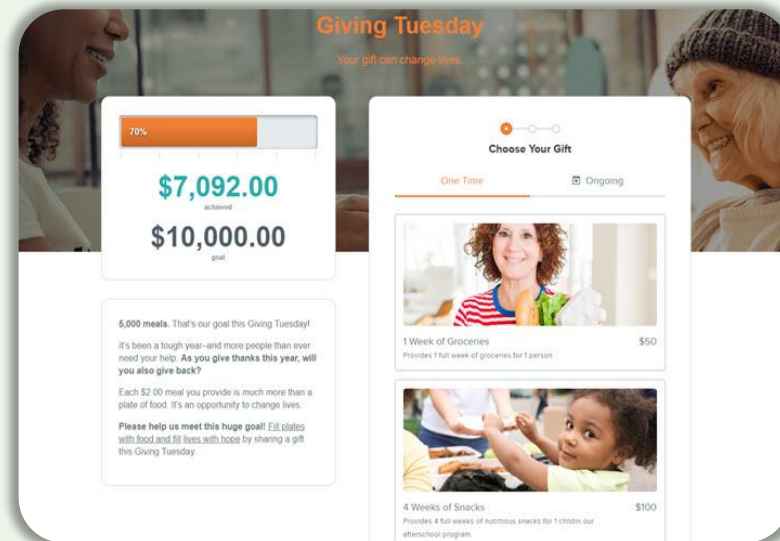 Giving Tuesday
Your gift can change lives.
70%
$7,092.00
achieved
$10,000.00
goal
5,000 meals. That's our goal this Giving Tuesday!
It's been a tough year–and more people than ever
need your help. As you give thanks this year, will
you also give back?
Each $2.00 meal you provide is much more than a
plate of food. It's an opportunity to change lives.
Please help us meet this huge goal! Fill plates
with food and fill lives with hope by sharing a gift
this Giving Tuesday.
Choose Your Gift
One Time
Ongoing
1 Week of Groceries $50
Provides 1 full week of groceries for 1 person
4 Weeks of Snacks $100
Provides 4 full weeks of nutritious snacks for 1 childin our
afterschool program